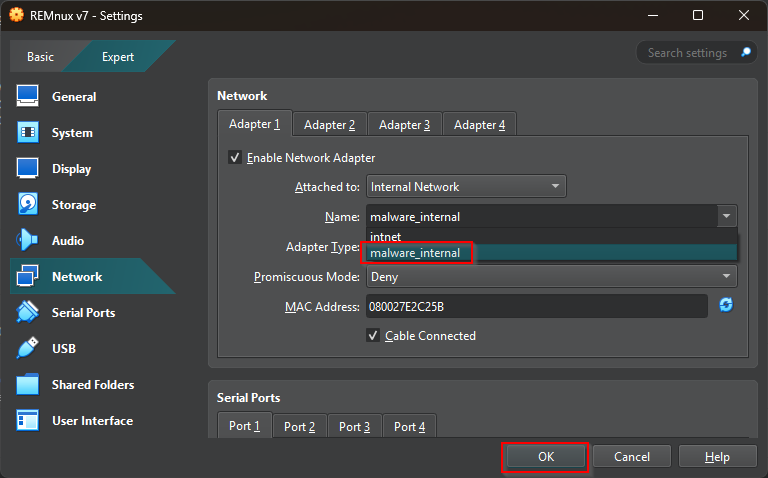 REMnux v7 - Settings
Basic Expert Search settings
General
System
Display
Storage
Audio
Network
Serial Ports
USB
Shared Folders
User Interface
Network
Adapter 1 Adapter 2 Adapter 3 Adapter 4
Enable Network Adapter
Attached to: Internal Network
Name: malware_internal
intnet
Adapter Type: malware_internal
Promiscuous Mode: Deny
MAC Address: 080027E2C25B
Cable Connected
Serial Ports
Port 1 Port 2 Port 3 Port 4
OK Cancel Help